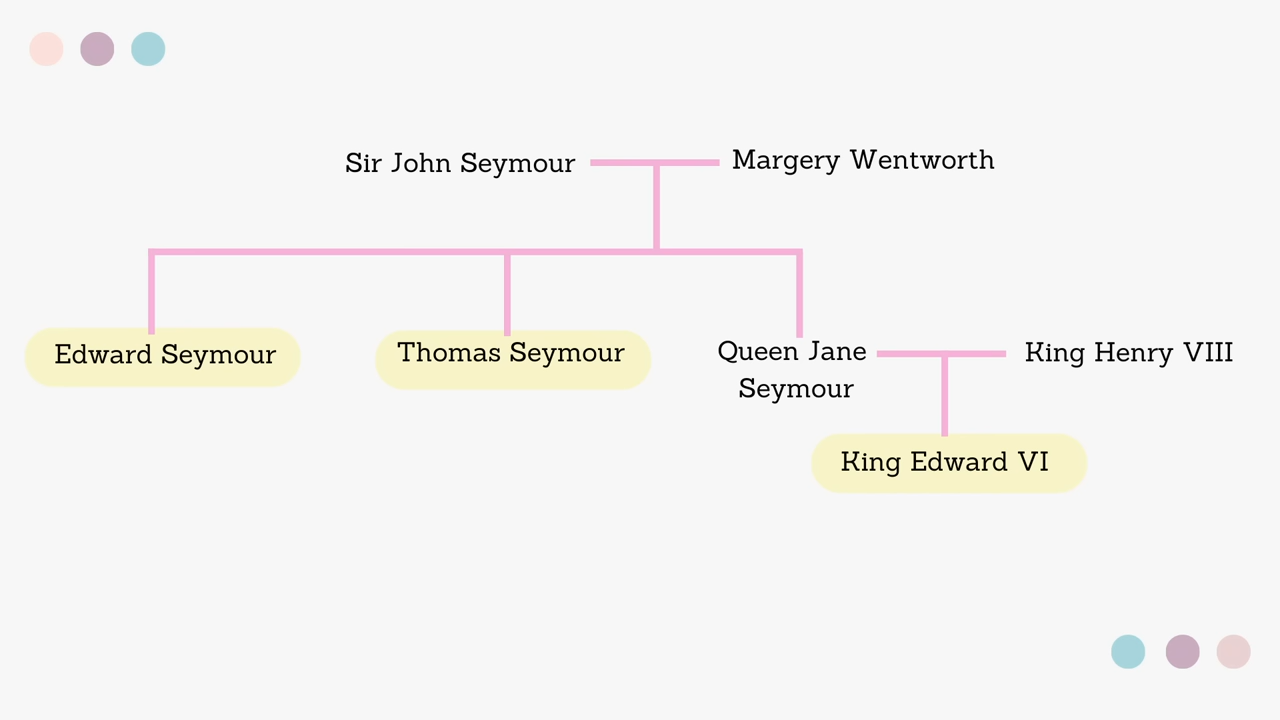 Sir John Seymour
Margery Wentworth
Edward Seymour
Thomas Seymour
Queen Jane
Seymour
King Henry VIII
King Edward VI